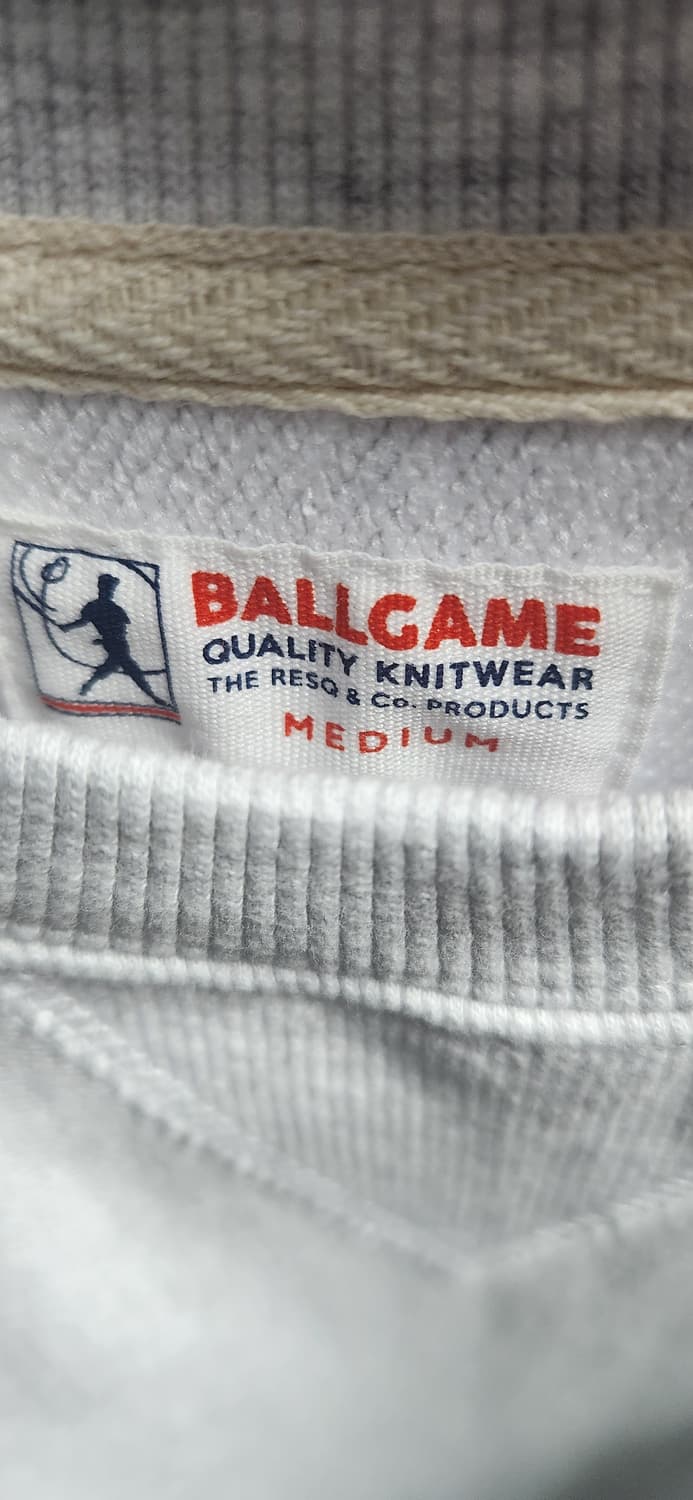 BALLGAME
QUALITY KNITWEAR
THE RESQ & Co. PRODUCTS
MEDIUM